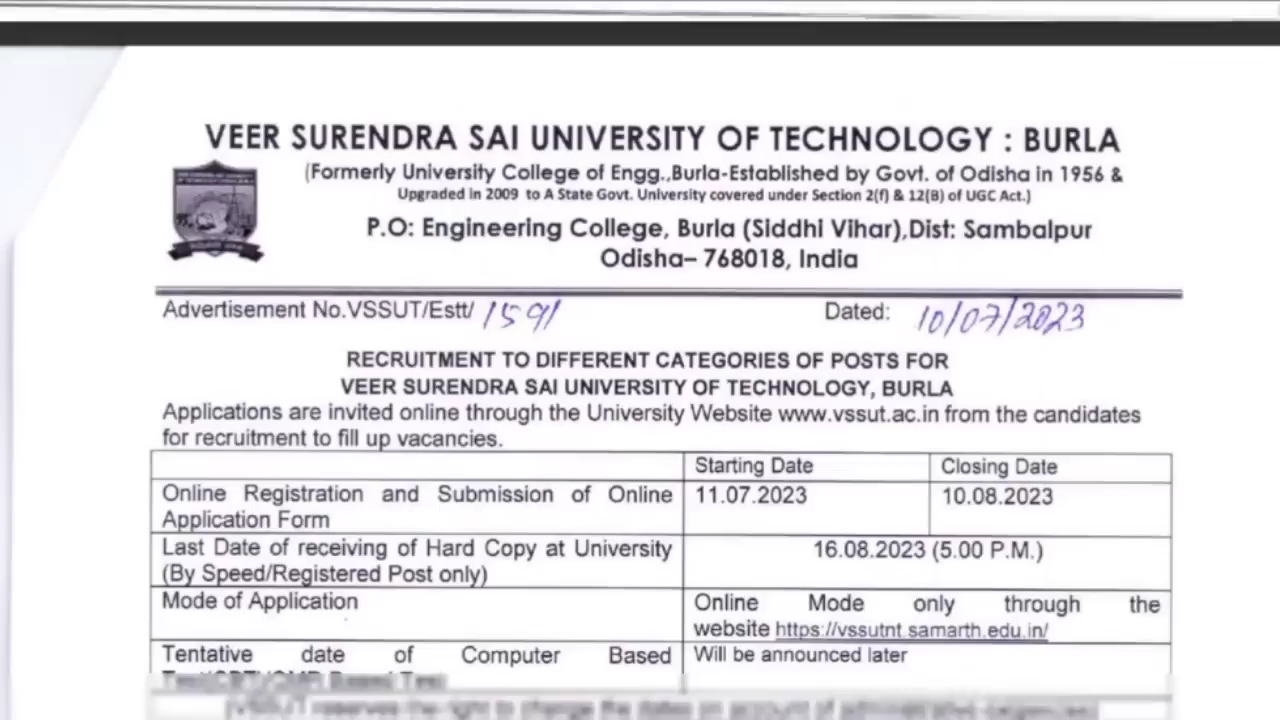 VEER SURENDRA SAI UNIVERSITY OF TECHNOLOGY : BURLA
(Formerly University College of Engg.,Burla-Established by Govt. of Odisha in 1956 &
Upgraded in 2009 to A State Govt. University covered under Section 2(f) & 12(B) of UGC Act.)
P.O: Engineering College, Burla (Siddhi Vihar),Dist: Sambalpur
Odisha– 768018, India
Advertisement No.VSSUT/Estt/ 1591 Dated: 10/07/2023
RECRUITMENT TO DIFFERENT CATEGORIES OF POSTS FOR
VEER SURENDRA SAI UNIVERSITY OF TECHNOLOGY, BURLA
Applications are invited online through the University Website www.vssut.ac.in from the candidates
for recruitment to fill up vacancies.
Starting Date Closing Date
Online Registration and Submission of Online 11.07.2023 10.08.2023
Application Form
Last Date of receiving of Hard Copy at University 16.08.2023 (5.00 P.M.)
(By Speed/Registered Post only)
Mode of Application Online Mode only through the
website https://vssutnt.samarth.edu.in/
Tentative date of Computer Based Will be announced later